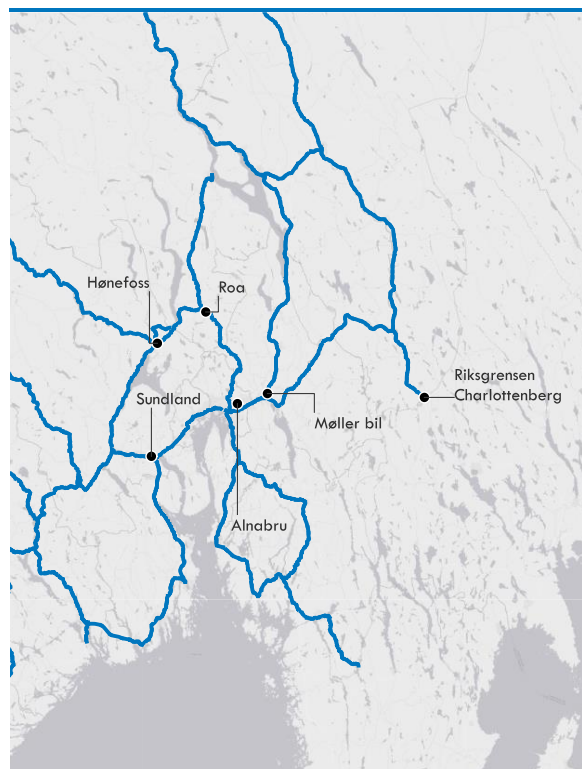 Hønefoss
Roa
Sundland
Riksgrensen
Charlottenberg
Møller bil
Alnabru